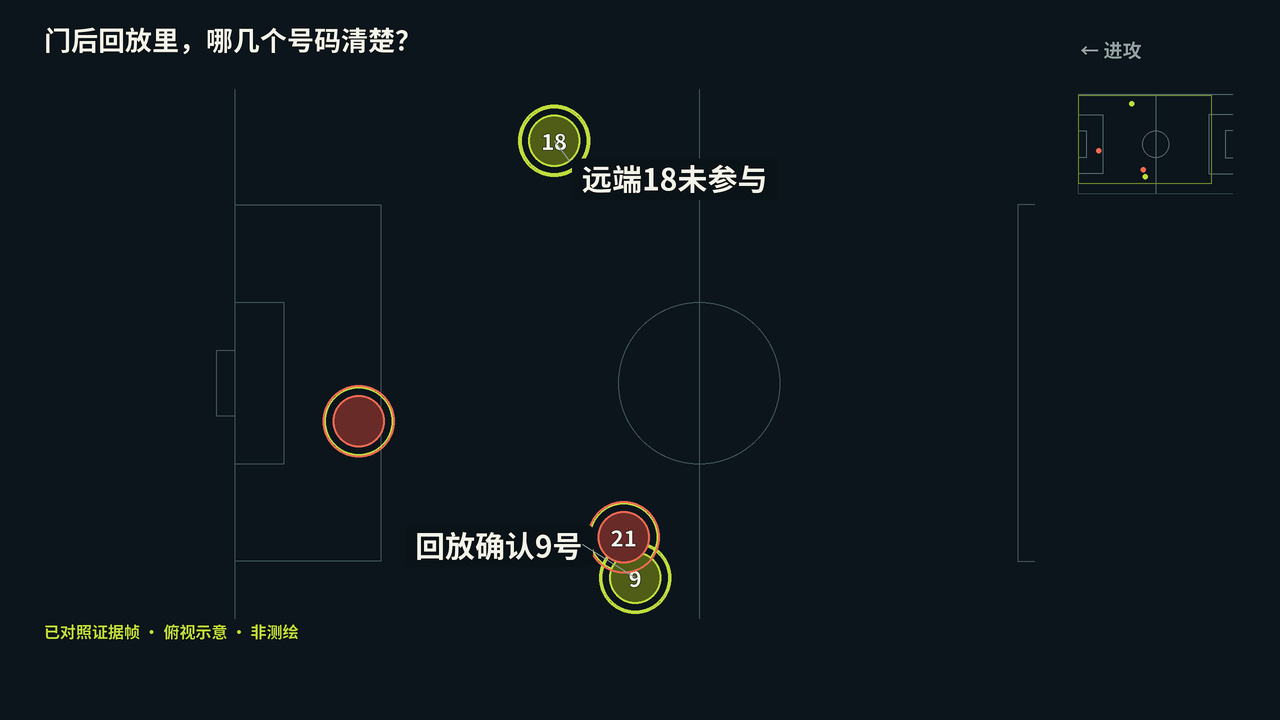 门后回放里，哪几个号码清楚？
← 进攻
18
远端18未参与
21
回放确认9号
9
已对照证据帧 · 俯视示意 · 非测绘